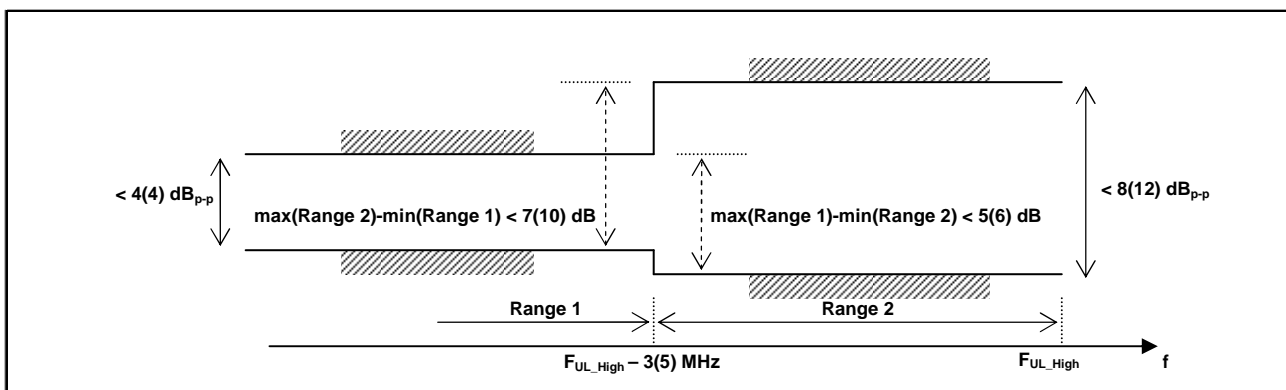 < 4(4) dBp-p
max(Range 2)-min(Range 1) < 7(10) dB
max(Range 1)-min(Range 2) < 5(6) dB
< 8(12) dBp-p
Range 1
Range 2
FUL_High – 3(5) MHz
FUL_High
f